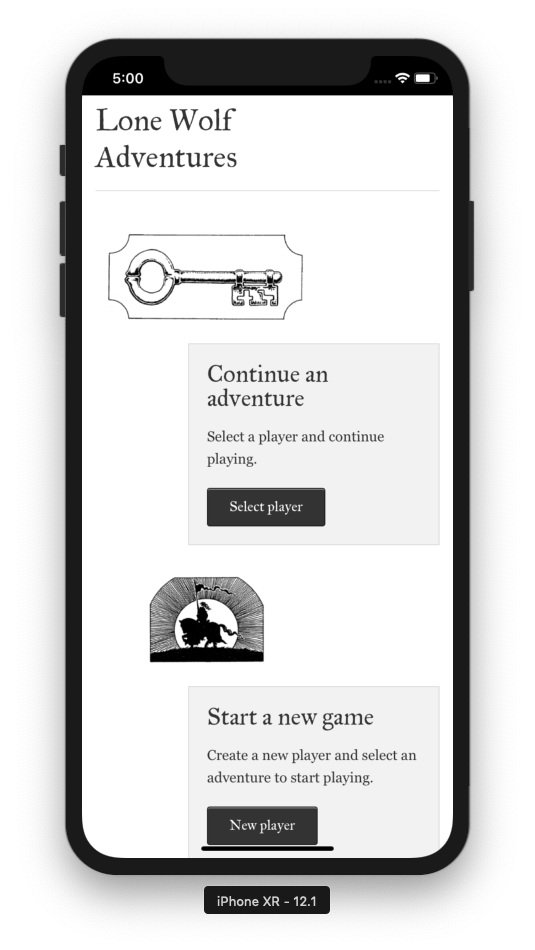 5:00
Lone Wolf
Adventures
Continue an
adventure
Select a player and continue
playing.
Select player
Start a new game
Create a new player and select an
adventure to start playing.
New player
iPhone XR - 12.1